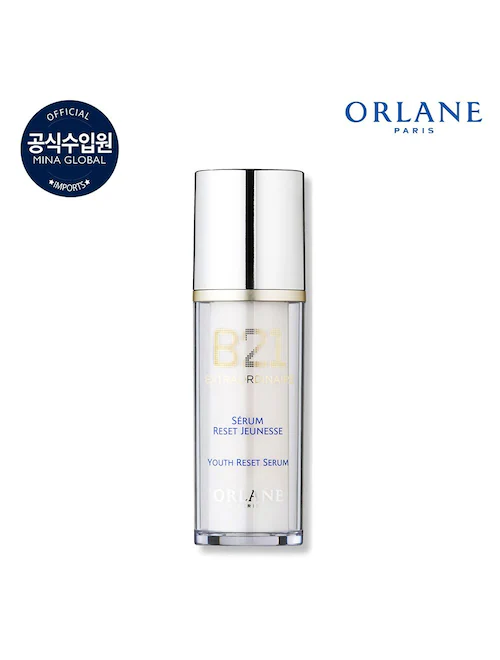 OFFICIAL
공식수입원
MINA GLOBAL
★IMPORTS★
ORLANE
PARIS
B21
EXTRAORDINAIRE
SÉRUM
RESET JEUNESSE
YOUTH RESET SERUM
ORLANE
PARIS